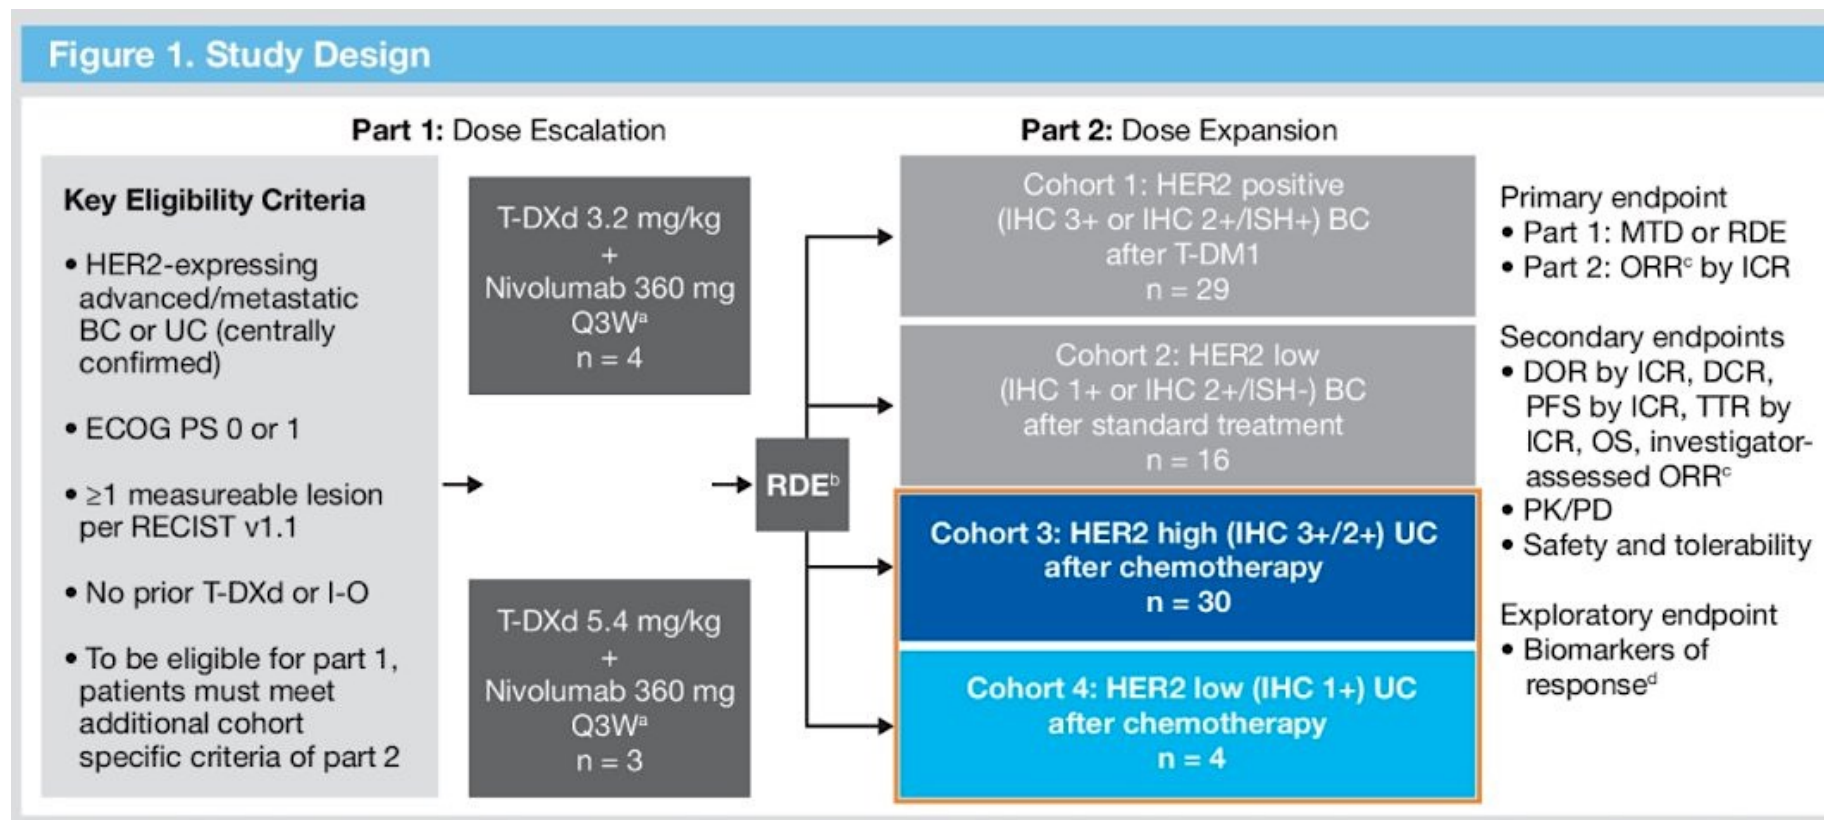 Figure 1. Study Design
Part 1: Dose Escalation
Part 2: Dose Expansion
Key Eligibility Criteria
• HER2-expressing
advanced/metastatic
BC or UC (centrally
confirmed)
• ECOG PS 0 or 1
• ≥1 measureable lesion
per RECIST v1.1
• No prior T-DXd or I-O
• To be eligible for part 1,
patients must meet
additional cohort
specific criteria of part 2
T-DXd 3.2 mg/kg
+
Nivolumab 360 mg
Q3Wᵃ
n = 4
T-DXd 5.4 mg/kg
+
Nivolumab 360 mg
Q3Wᵃ
n = 3
RDEᵇ
Cohort 1: HER2 positive
(IHC 3+ or IHC 2+/ISH+) BC
after T-DM1
n = 29
Cohort 2: HER2 low
(IHC 1+ or IHC 2+/ISH-) BC
after standard treatment
n = 16
Cohort 3: HER2 high (IHC 3+/2+) UC
after chemotherapy
n = 30
Cohort 4: HER2 low (IHC 1+) UC
after chemotherapy
n = 4
Primary endpoint
• Part 1: MTD or RDE
• Part 2: ORRᶜ by ICR
Secondary endpoints
• DOR by ICR, DCR,
PFS by ICR, TTR by
ICR, OS, investigator-
assessed ORRᶜ
• PK/PD
• Safety and tolerability
Exploratory endpoint
• Biomarkers of
responseᵈ